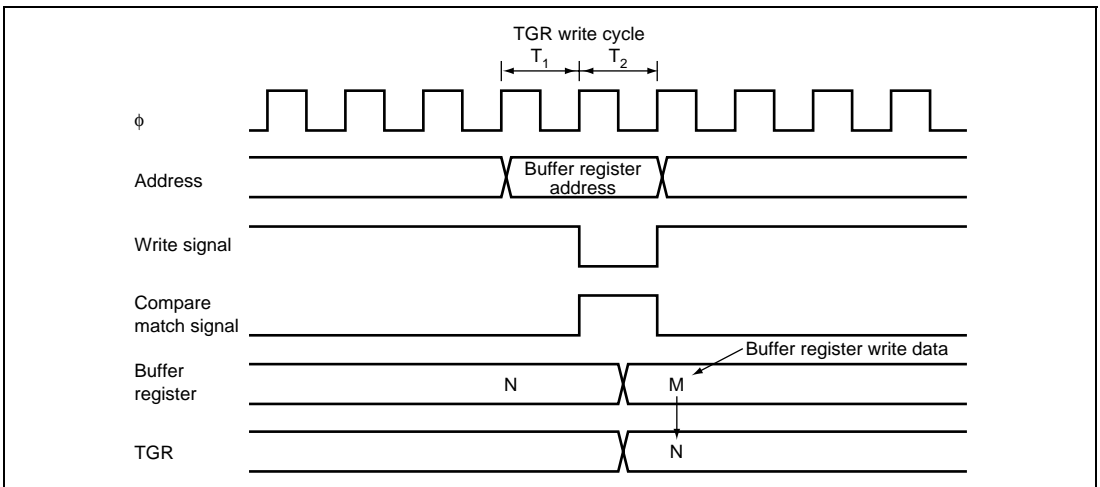 TGR write cycle
T1 T2
φ
Address
Buffer register
address
Write signal
Compare
match signal
Buffer register write data
Buffer
register
N M
TGR
N